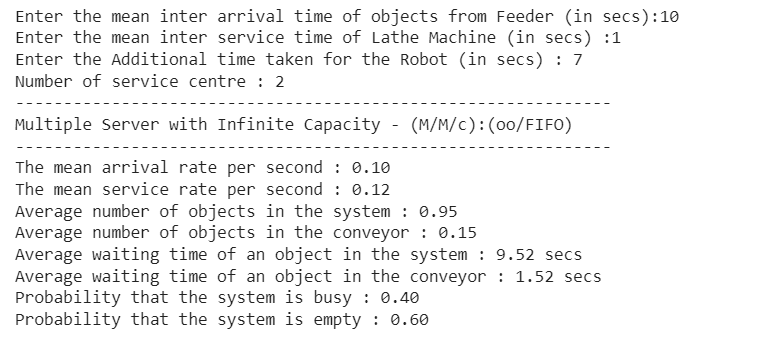 Enter the mean inter arrival time of objects from Feeder (in secs):10
Enter the mean inter service time of Lathe Machine (in secs) :1
Enter the Additional time taken for the Robot (in secs) : 7
Number of service centre : 2
--------------------------------------------------------------
Multiple Server with Infinite Capacity - (M/M/c):(oo/FIFO)
--------------------------------------------------------------
The mean arrival rate per second : 0.10
The mean service rate per second : 0.12
Average number of objects in the system : 0.95
Average number of objects in the conveyor : 0.15
Average waiting time of an object in the system : 9.52 secs
Average waiting time of an object in the conveyor : 1.52 secs
Probability that the system is busy : 0.40
Probability that the system is empty : 0.60